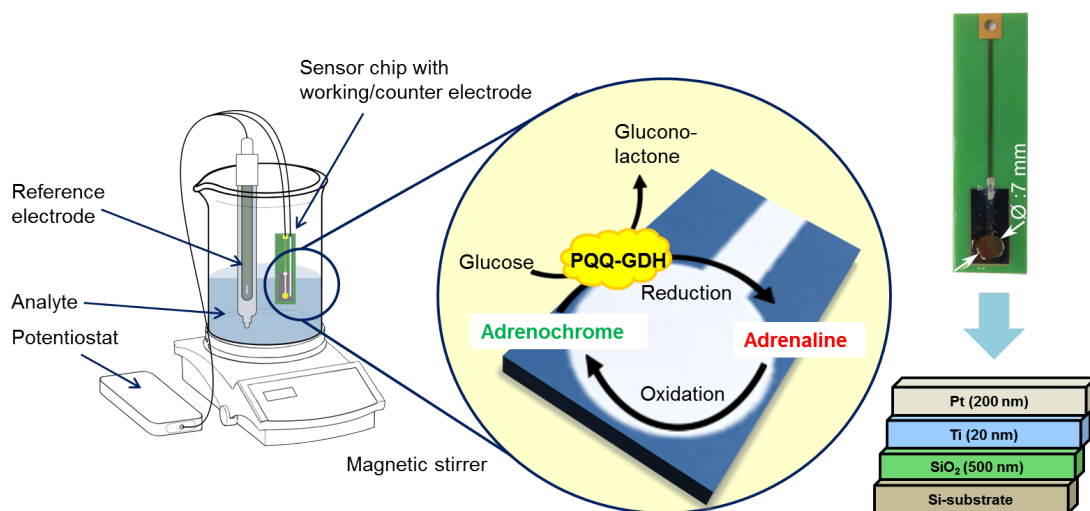 Sensor chip with
working/counter electrode
Reference
electrode
Analyte
Potentiostat
Magnetic stirrer
Glucono-
lactone
Glucose
PQQ-GDH
Reduction
Adrenochrome
Adrenaline
Oxidation
Ø :7 mm
Pt (200 nm)
Ti (20 nm)
SiO₂ (500 nm)
Si-substrate